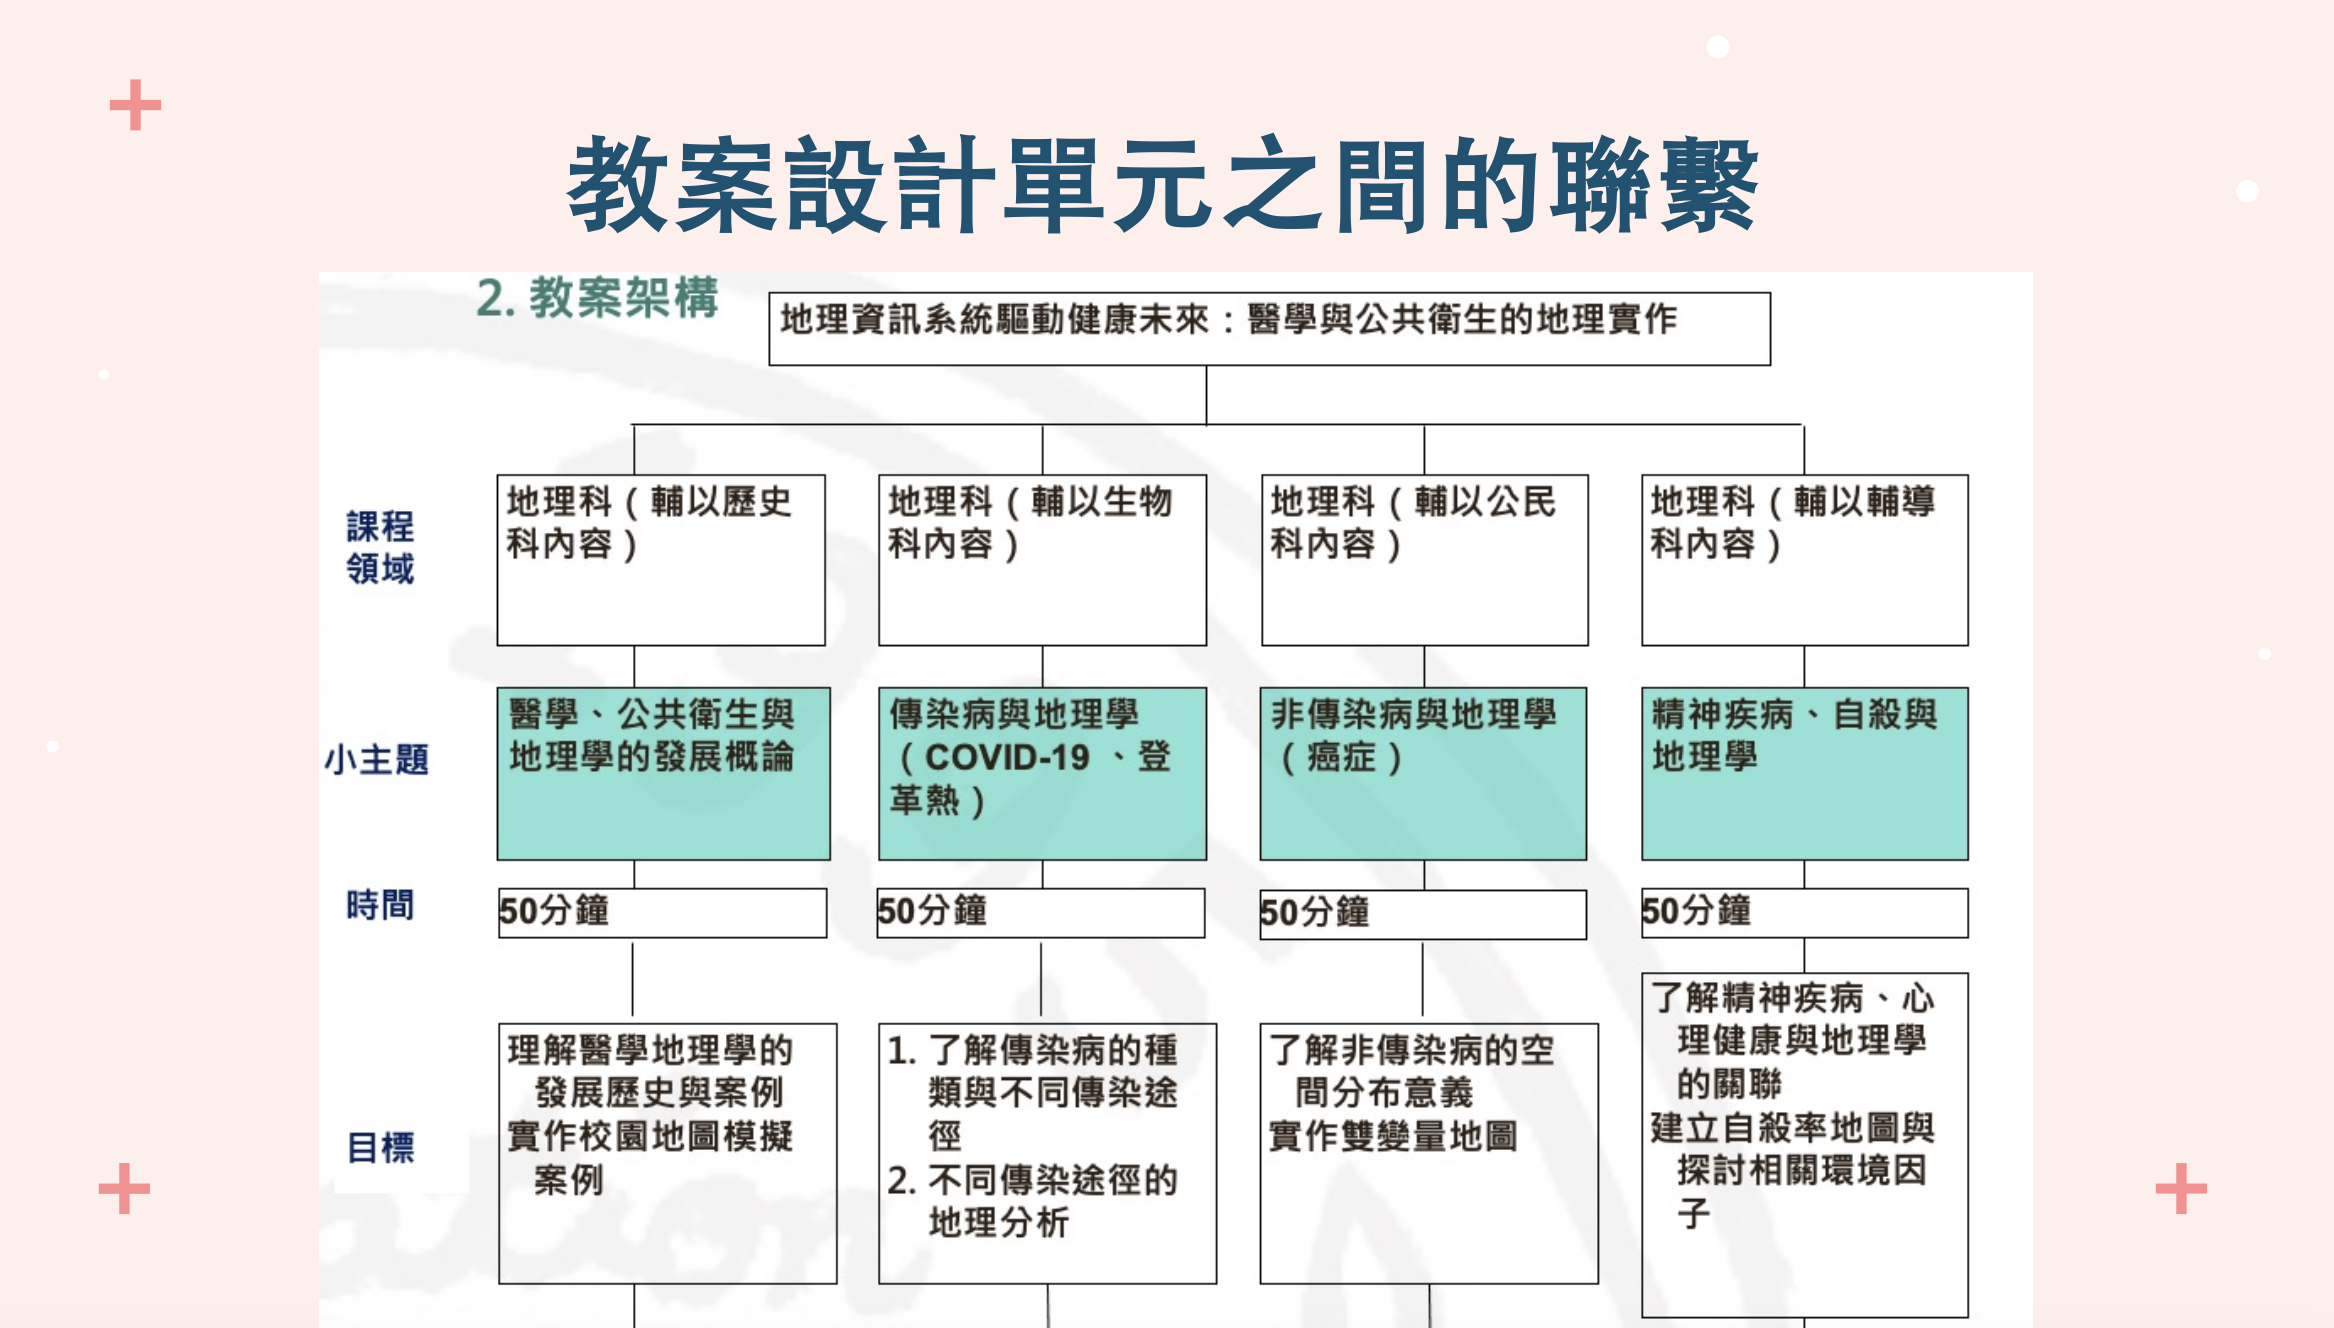 教案設計單元之間的聯繫
2. 教案架構
地理資訊系統驅動健康未來：醫學與公共衛生的地理實作
課程
領域
地理科（輔以歷史
科內容）
地理科（輔以生物
科內容）
地理科（輔以公民
科內容）
地理科（輔以輔導
科內容）
小主題
醫學、公共衛生與
地理學的發展概論
傳染病與地理學
（COVID-19 、登
革熱）
非傳染病與地理學
（癌症）
精神疾病、自殺與
地理學
時間
50分鐘
50分鐘
50分鐘
50分鐘
目標
理解醫學地理學的
發展歷史與案例
實作校園地圖模擬
案例
1. 了解傳染病的種
類與不同傳染途
徑
2. 不同傳染途徑的
地理分析
了解非傳染病的空
間分布意義
實作雙變量地圖
了解精神疾病、心
理健康與地理學
的關聯
建立自殺率地圖與
探討相關環境因
子